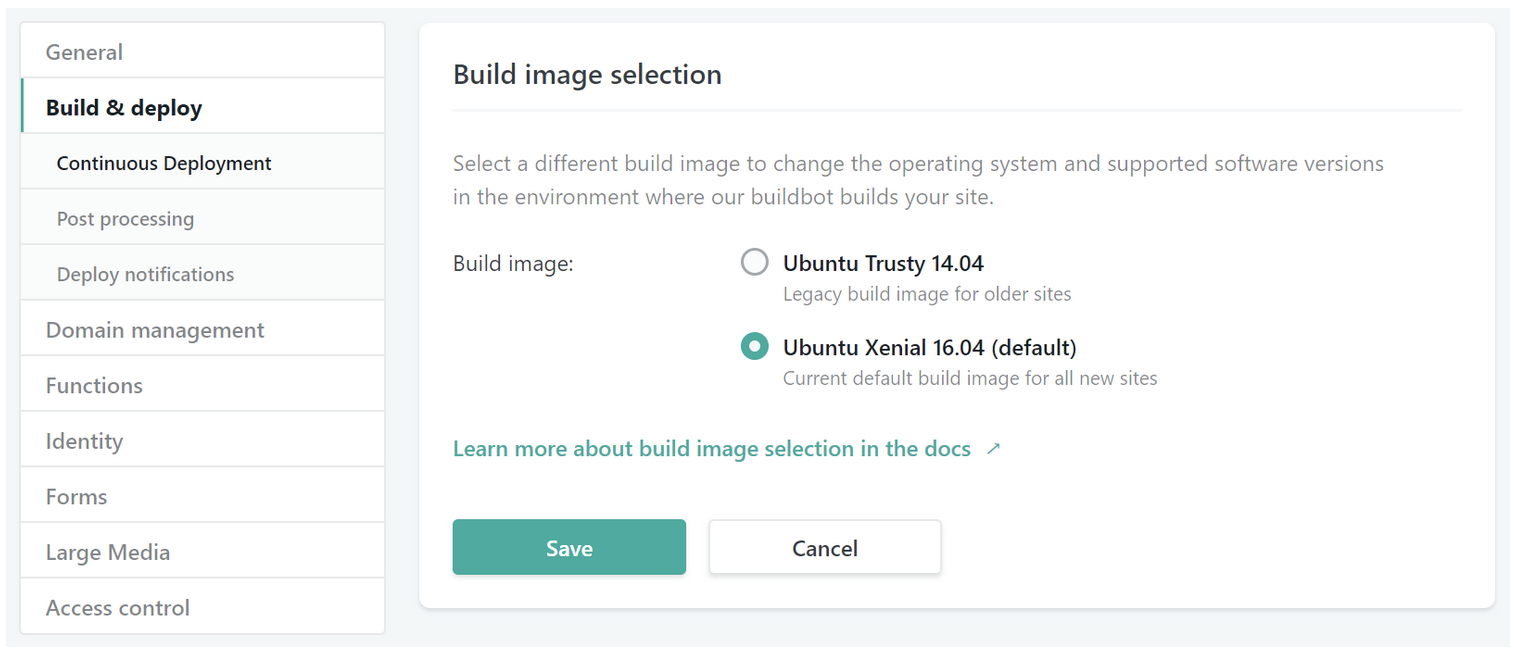 General
Build & deploy
Continuous Deployment
Post processing
Deploy notifications
Domain management
Functions
Identity
Forms
Large Media
Access control
Build image selection
Select a different build image to change the operating system and supported software versions
in the environment where our buildbot builds your site.
Build image:
Ubuntu Trusty 14.04
Legacy build image for older sites
Ubuntu Xenial 16.04 (default)
Current default build image for all new sites
Learn more about build image selection in the docs ↗
Save
Cancel